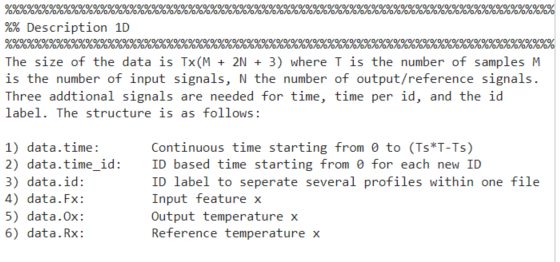 %%%%%%%%%%%%%%%%%%%%%%%%%%%%%%%%%%%%%%%%%%%%%%%%%%%%%%%%%%%%%%%%%%%%%%%%%
%% Description 1D
%%%%%%%%%%%%%%%%%%%%%%%%%%%%%%%%%%%%%%%%%%%%%%%%%%%%%%%%%%%%%%%%%%%%%%%%%
The size of the data is Tx(M + 2N + 3) where T is the number of samples M
is the number of input signals, N the number of output/reference signals.
Three addtional signals are needed for time, time per id, and the id
label. The structure is as follows:
1) data.time: Continuous time starting from 0 to (Ts*T-Ts)
2) data.time_id: ID based time starting from 0 for each new ID
3) data.id: ID label to seperate several profiles within one file
4) data.Fx: Input feature x
5) data.Ox: Output temperature x
6) data.Rx: Reference temperature x